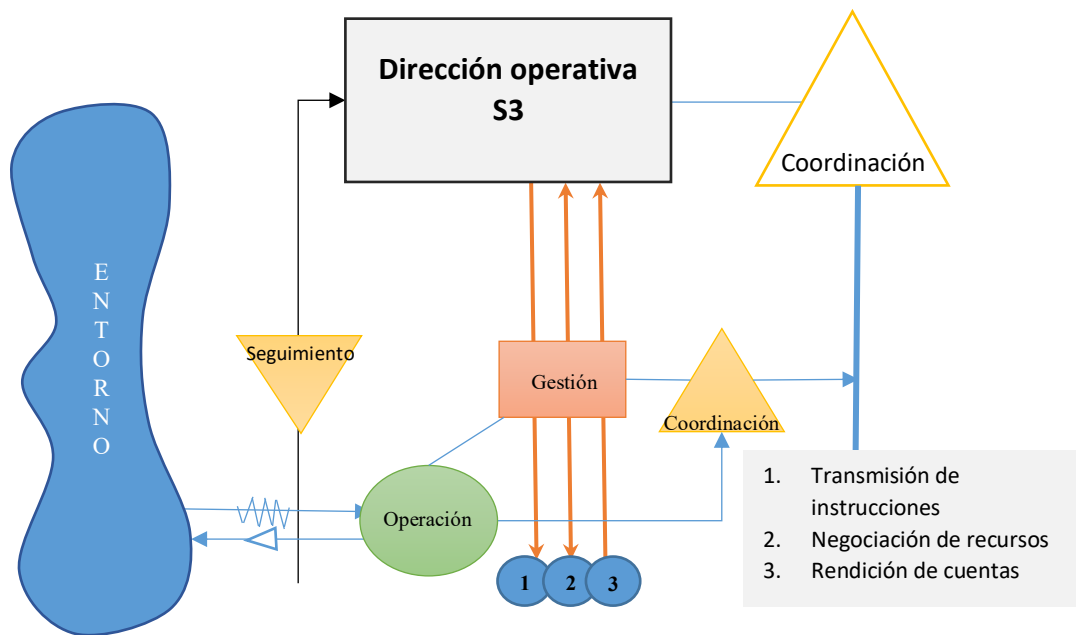 Dirección operativa
S3
Coordinación
ENTORNO
Seguimiento
Gestión
Coordinación
Operación
1. Transmisión de
instrucciones
2. Negociación de recursos
3. Rendición de cuentas
1 2 3